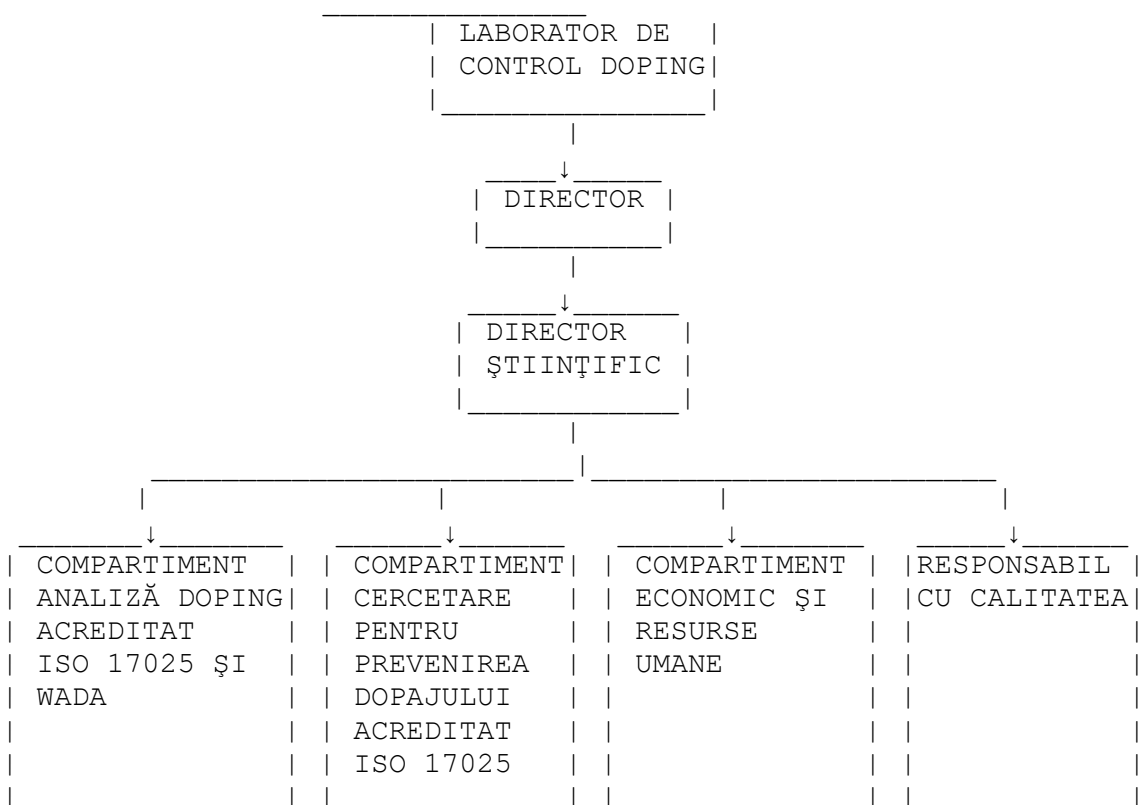 LABORATOR DE
CONTROL DOPING
DIRECTOR
DIRECTOR
ŞTIINŢIFIC
COMPARTIMENT
ANALIZĂ DOPING
ACREDITAT
ISO 17025 ŞI
WADA
COMPARTIMENT
CERCETARE
PENTRU
PREVENIREA
DOPAJULUI
ACREDITAT
ISO 17025
COMPARTIMENT
ECONOMIC ŞI
RESURSE
UMANE
RESPONSABIL
CU CALITATEA